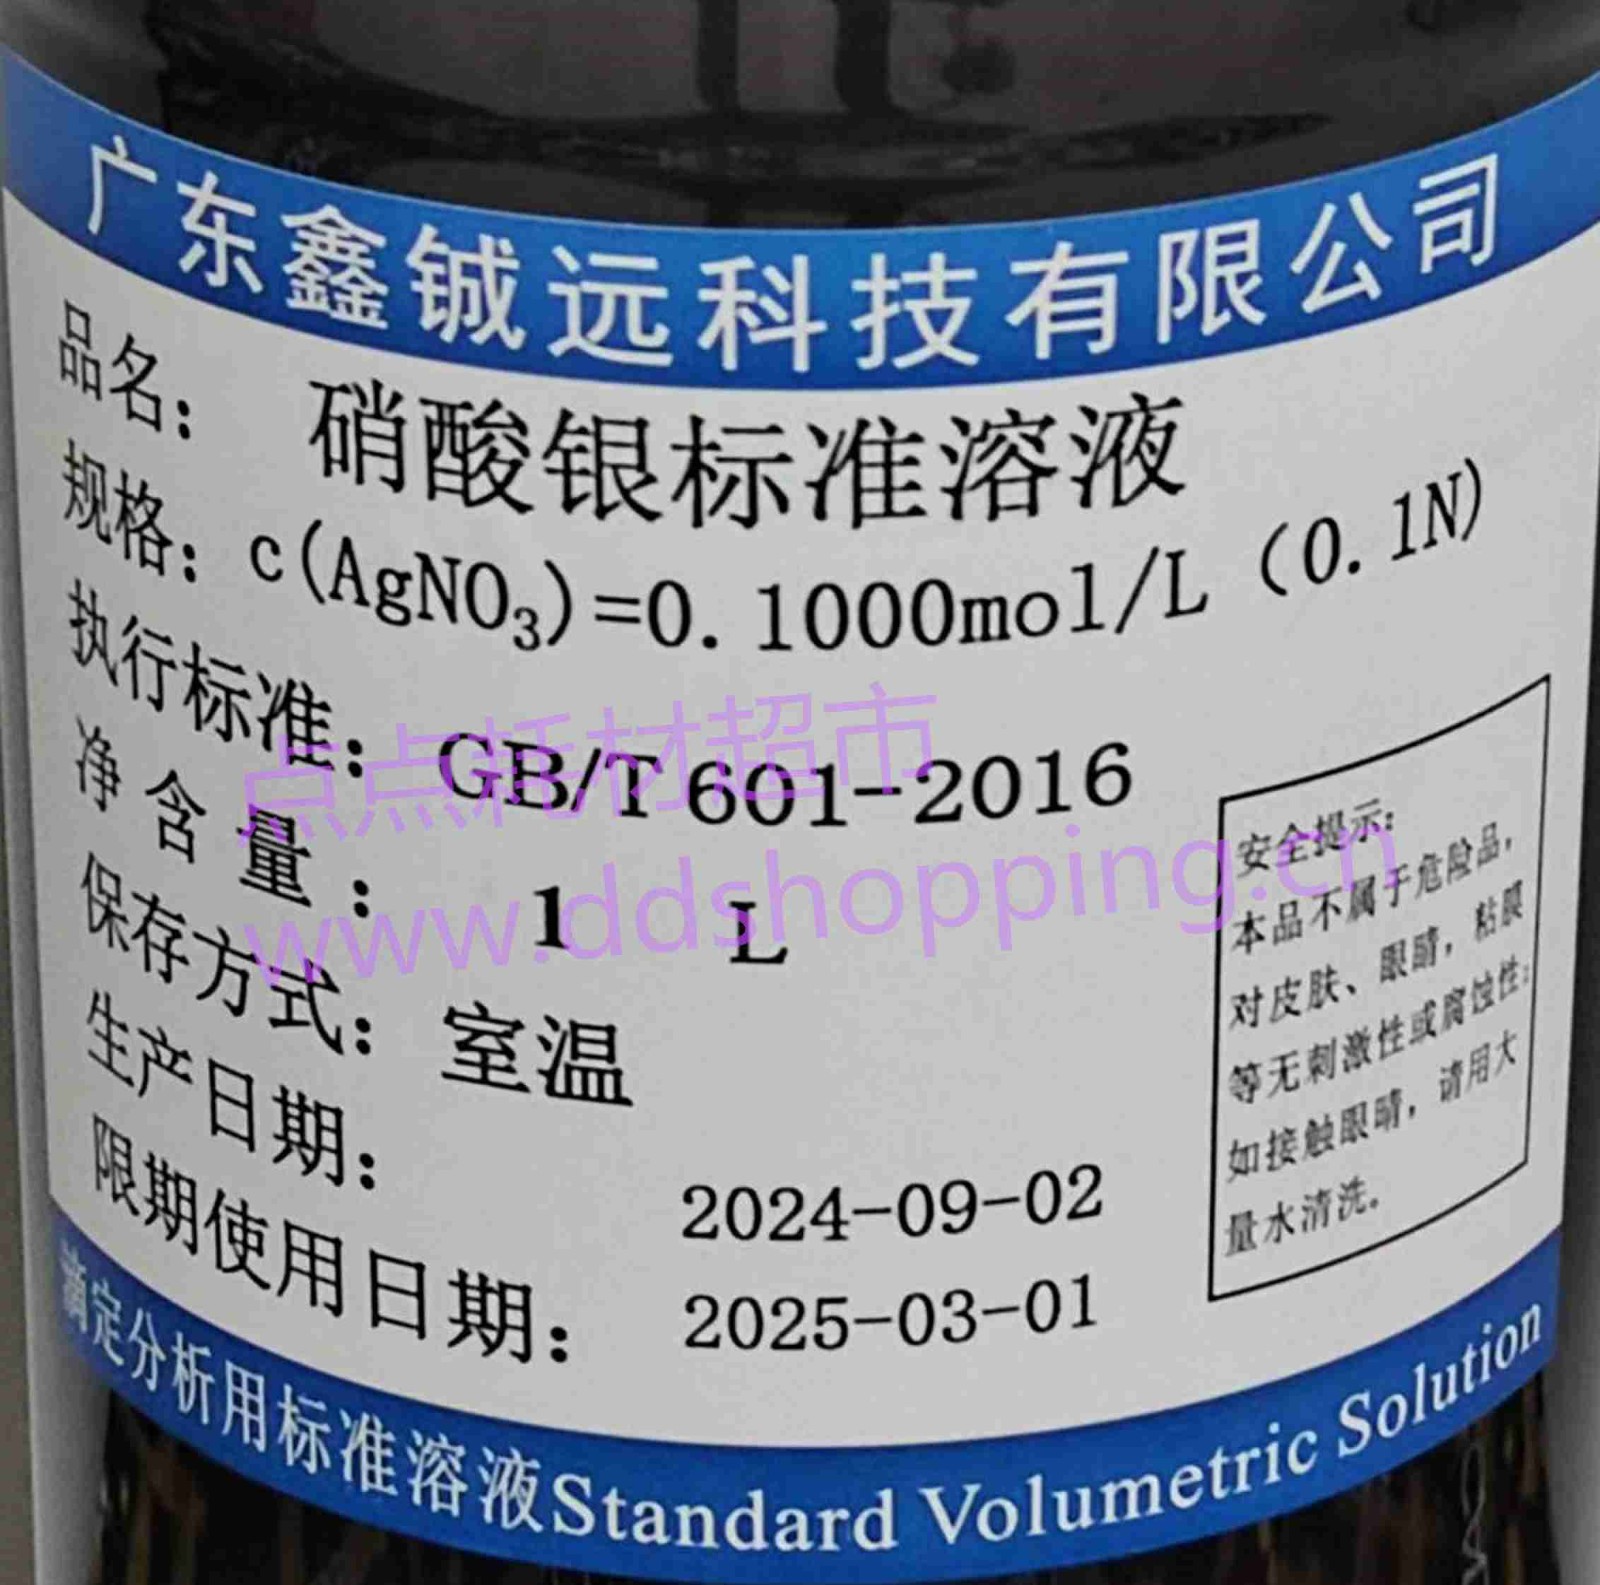 广东鑫铖远科技有限公司
品名： 硝酸银标准溶液
规格：c(AgNO₃)=0.1000mol/L（0.1N）
执行标准：GB/T 601-2016
净含量： 1 L
保存方式：室温
生产日期： 2024-09-02
限期使用日期： 2025-03-01
安全提示：
本品不属于危险品，
对皮肤、眼睛，粘膜
等无刺激性或腐蚀性；
如接触眼睛，请用大
量水清洗。
滴定分析用标准溶液Standard Volumetric Solution
点点耗材超市
www.ddshopping.cn